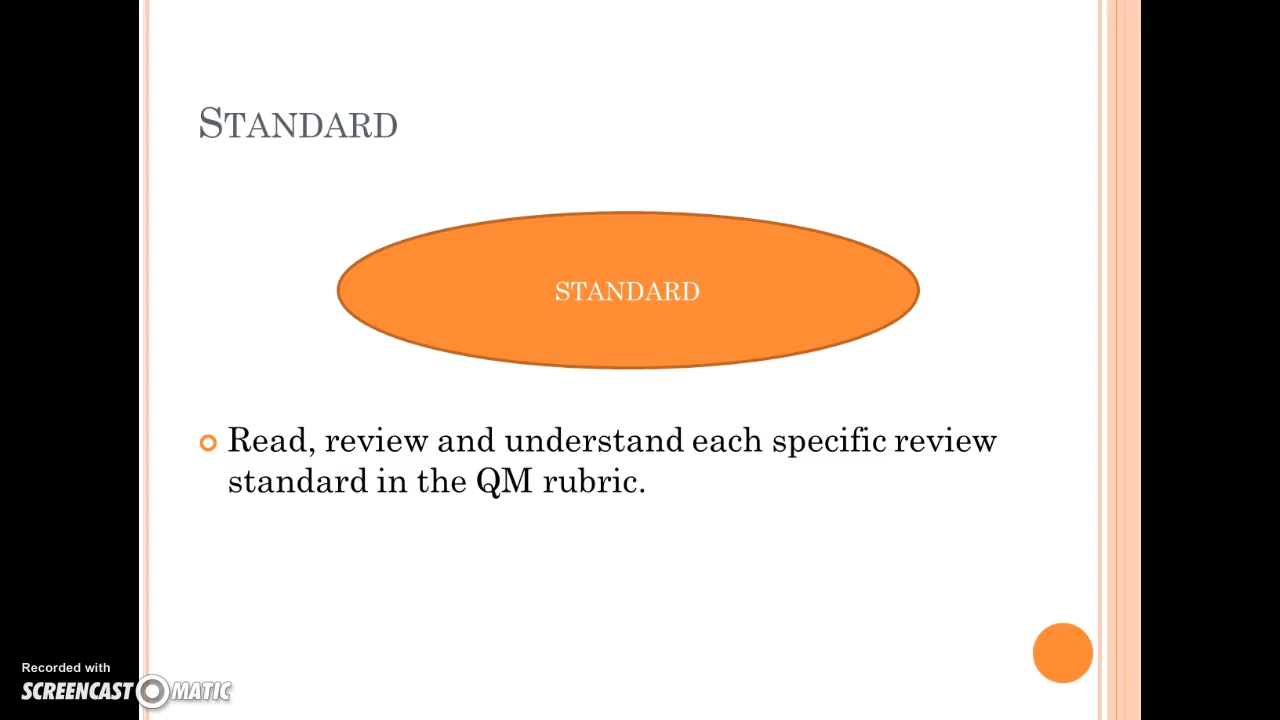 STANDARD
STANDARD
Read, review and understand each specific review
standard in the QM rubric.
Recorded with
SCREENCAST MATIC